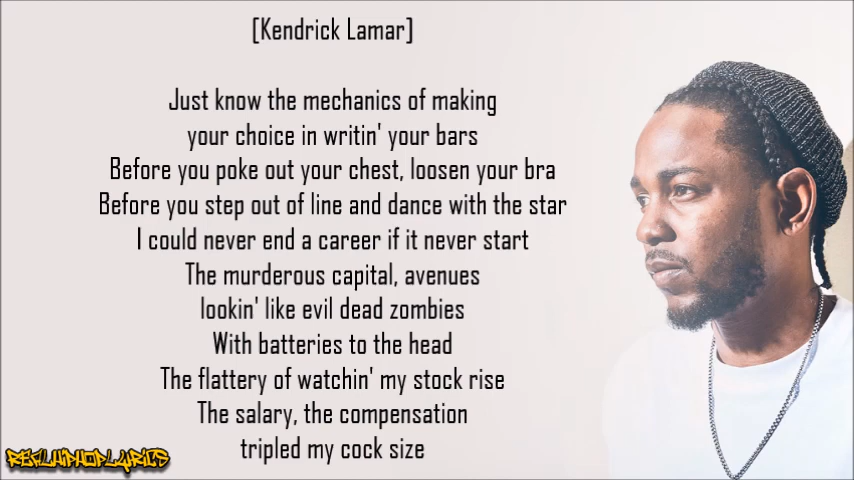 [Kendrick Lamar]
Just know the mechanics of making
your choice in writin' your bars
Before you poke out your chest, loosen your bra
Before you step out of line and dance with the star
I could never end a career if it never start
The murderous capital, avenues
lookin' like evil dead zombies
With batteries to the head
The flattery of watchin' my stock rise
The salary, the compensation
tripled my cock size
REALHIPHOPLYRICS